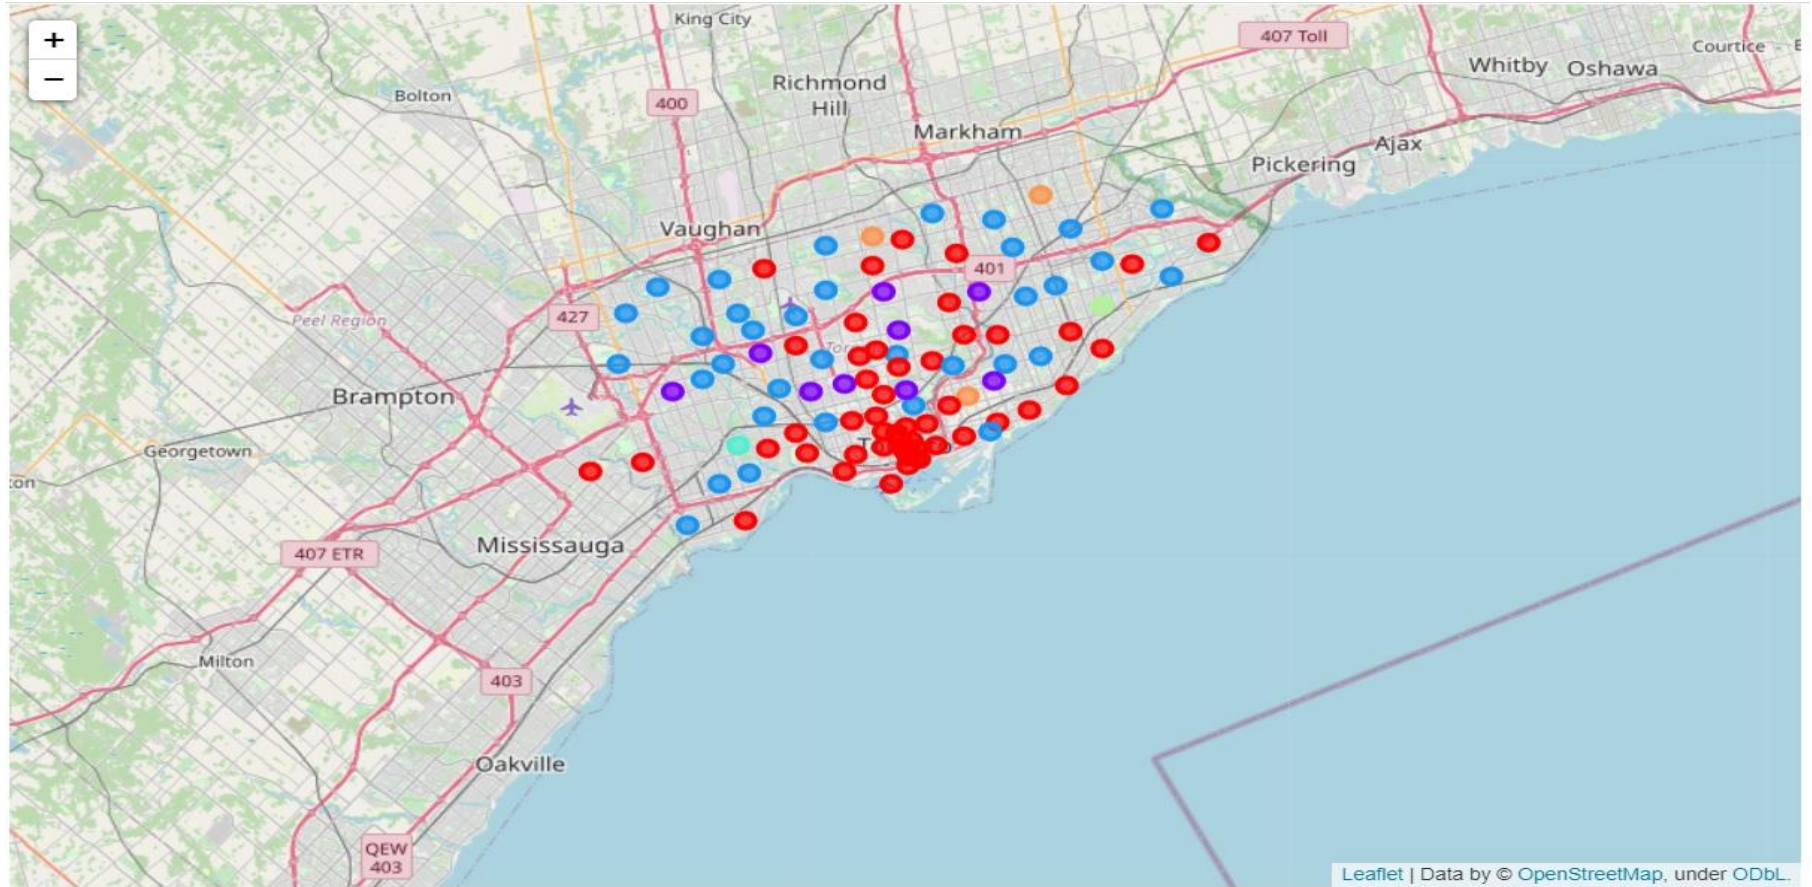 King City
+
407 Toll
Courtice
Whitby
Oshawa
−
Richmond
Hill
Bolton
400
Markham
Ajax
Pickering
Vaughan
401
427
Peel Region
Brampton
Georgetown
407 ETR
Mississauga
Milton
403
Oakville
QEW
403
Leaflet | Data by © OpenStreetMap, under ODbL.